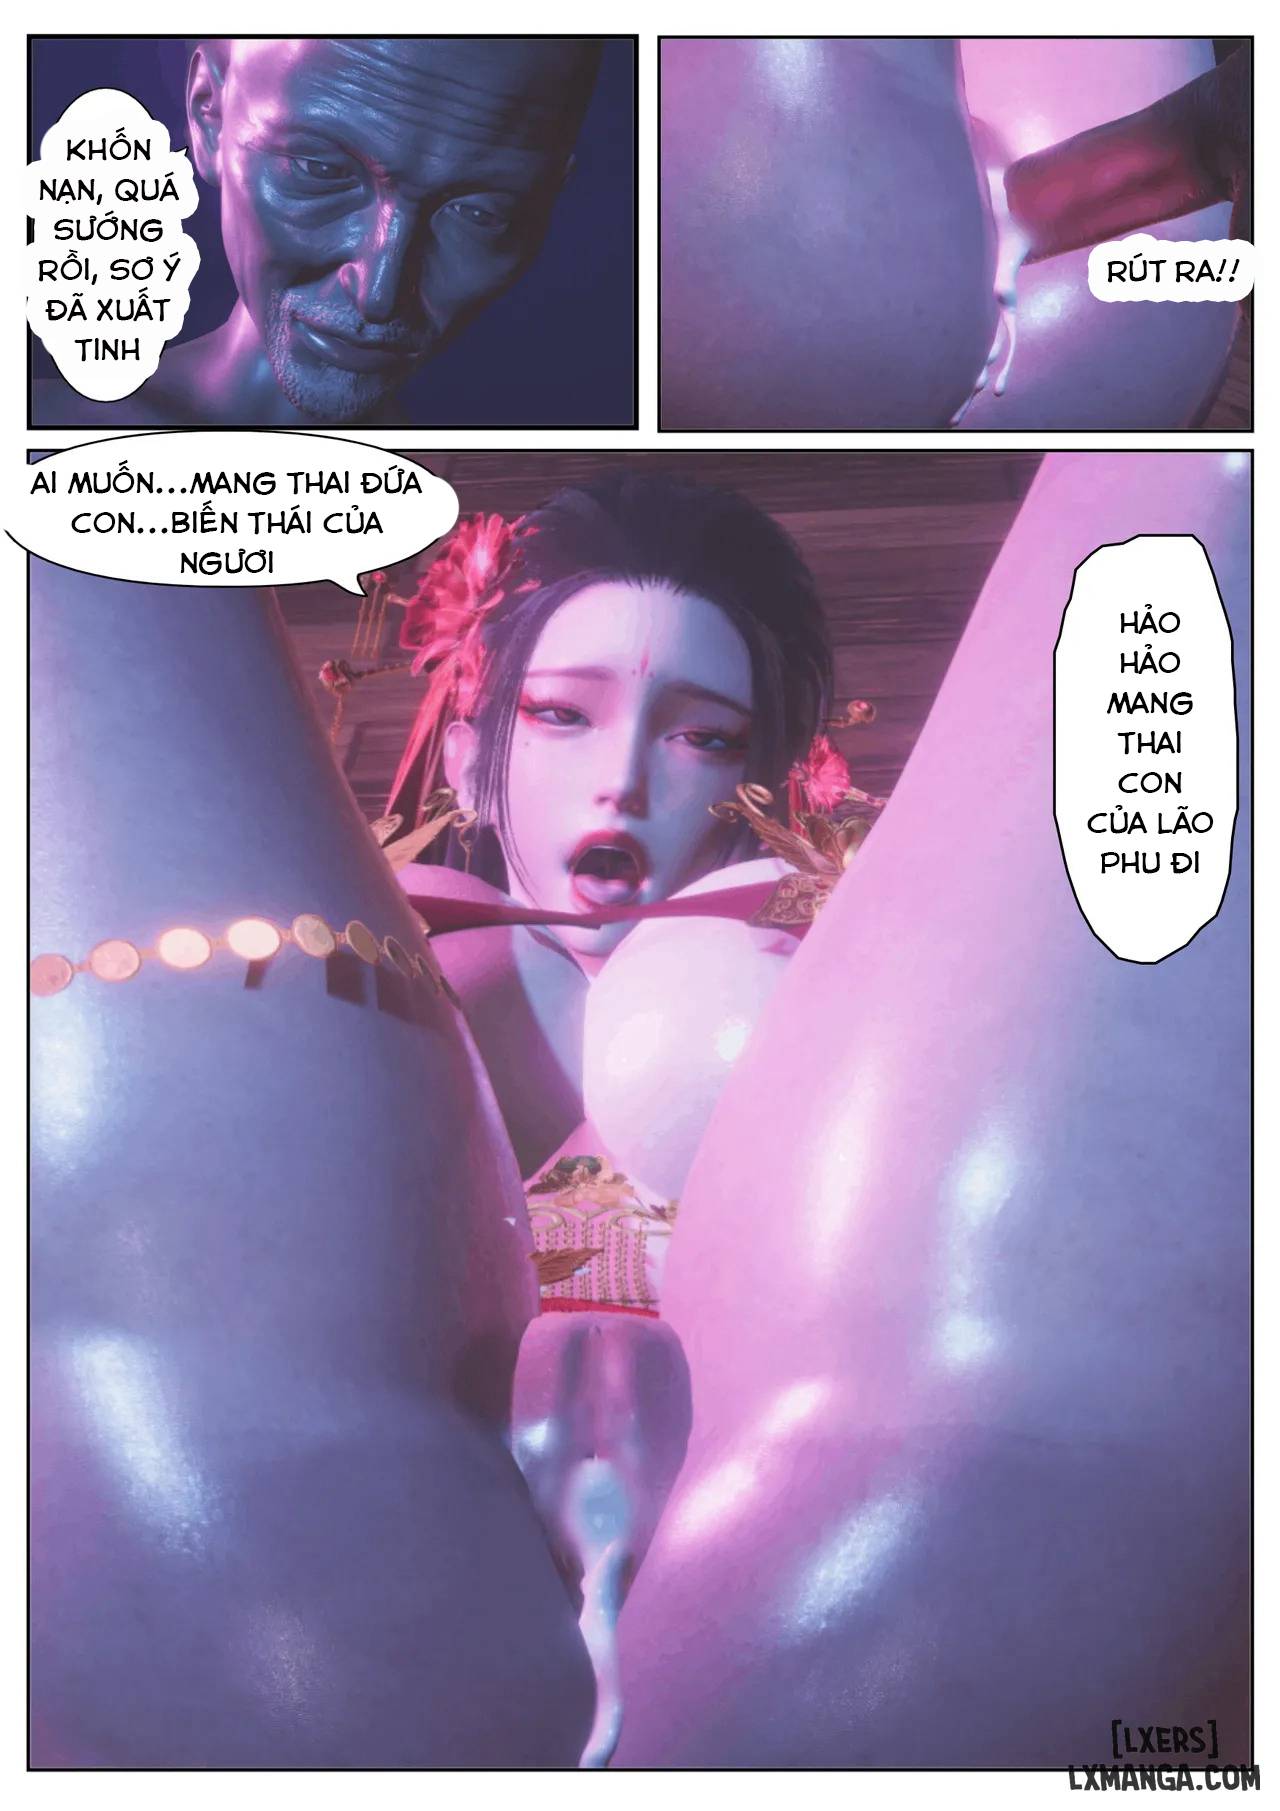 KHỐN
NẠN, QUÁ
SƯỚNG
RỒI, SƠ Ý
ĐÃ XUẤT
TINH
RÚT RA!!
AI MUỐN...MANG THAI ĐỨA
CON...BIẾN THÁI CỦA
NGƯƠI
HẢO
HẢO
MANG
THAI
CON
CỦA LÃO
PHU ĐI
[LXERS]
LXMANGA.COM